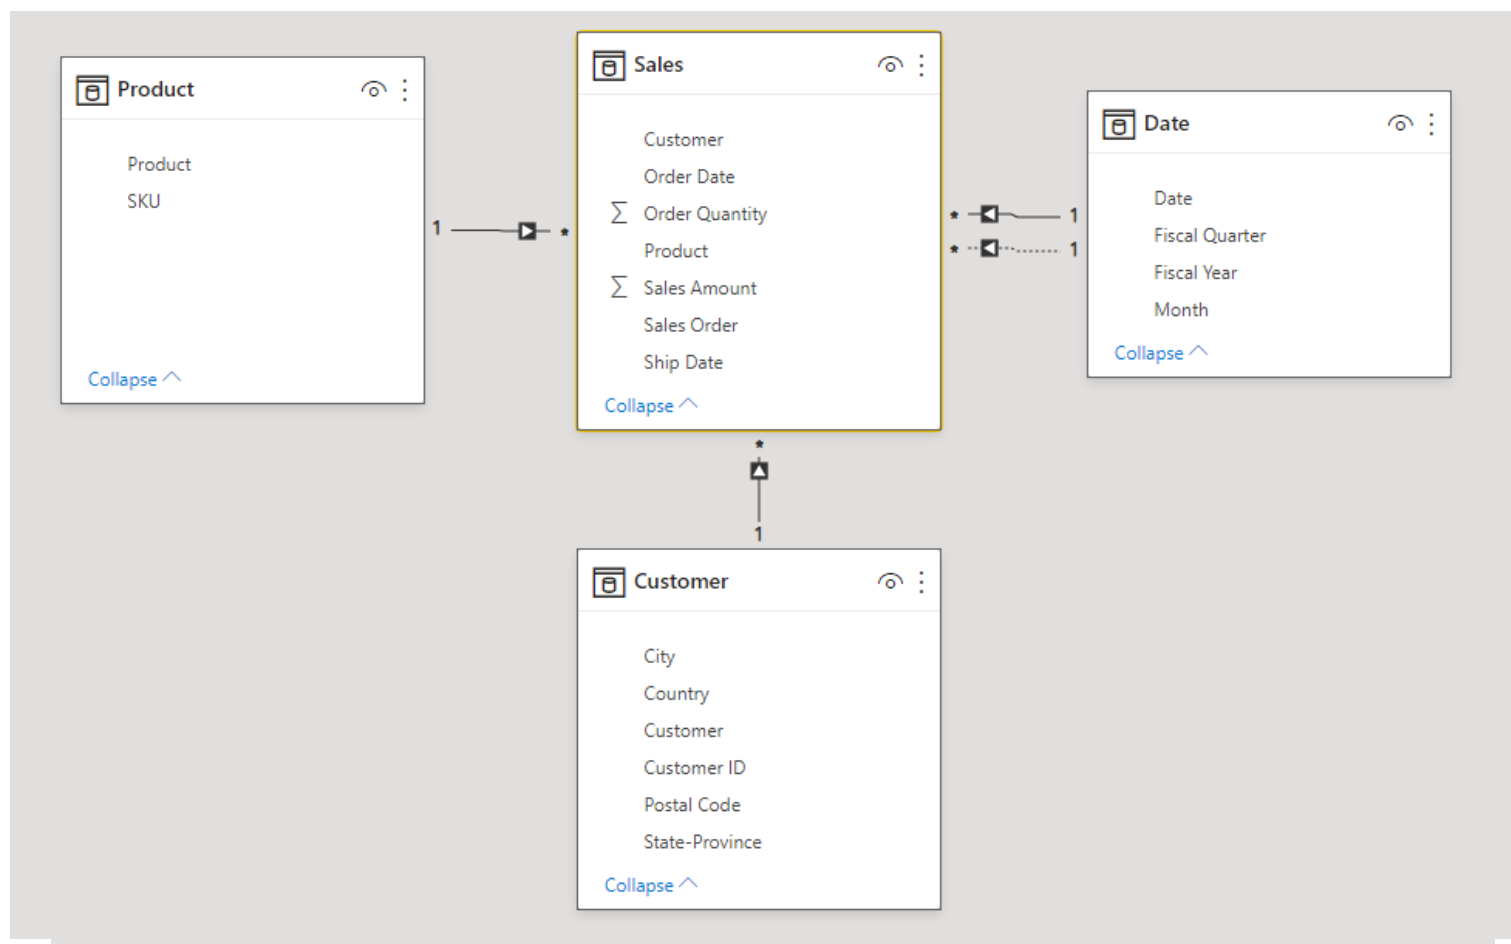 Product
Product
SKU
Collapse
1
*
Sales
Customer
Order Date
Σ Order Quantity
Product
Σ Sales Amount
Sales Order
Ship Date
Collapse
* 1
* 1
Date
Date
Fiscal Quarter
Fiscal Year
Month
Collapse
*
1
Customer
City
Country
Customer
Customer ID
Postal Code
State-Province
Collapse